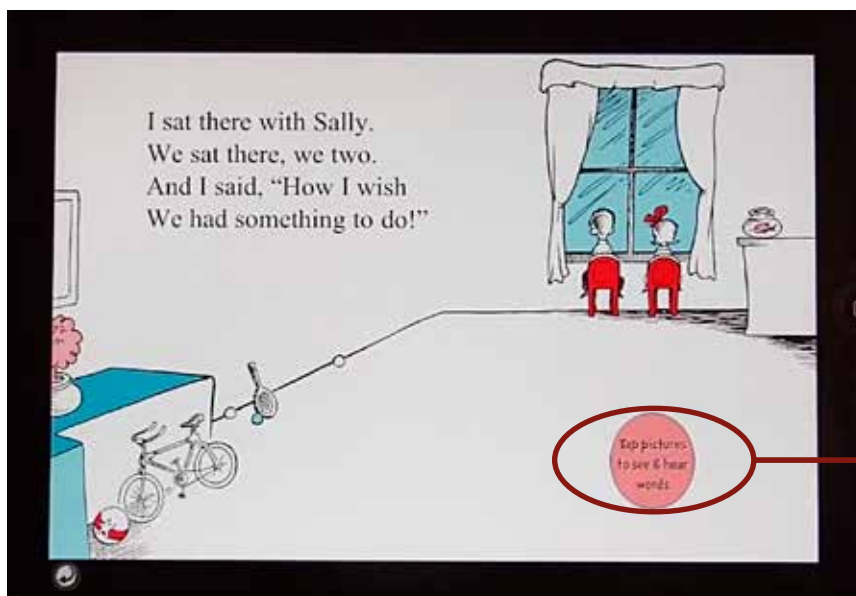 I sat there with Sally.
We sat there, we two.
And I said, “How I wish
We had something to do!”
Tap pictures
to see & hear
words